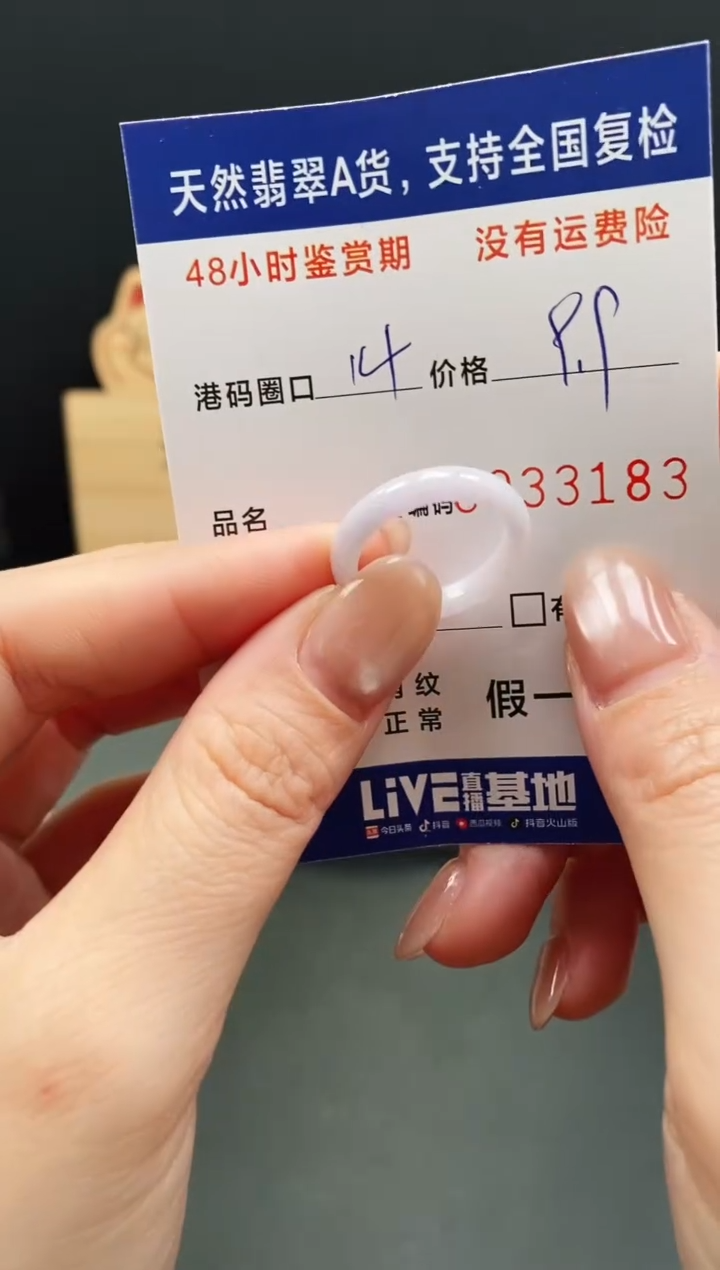 天然翡翠A货，支持全国复检
48小时鉴赏期 没有运费险
港码圈口 14 价格
品名 编码 33183
纹
正常 假一
LiVE直播基地
今日头条 抖音 西瓜视频 抖音火山版